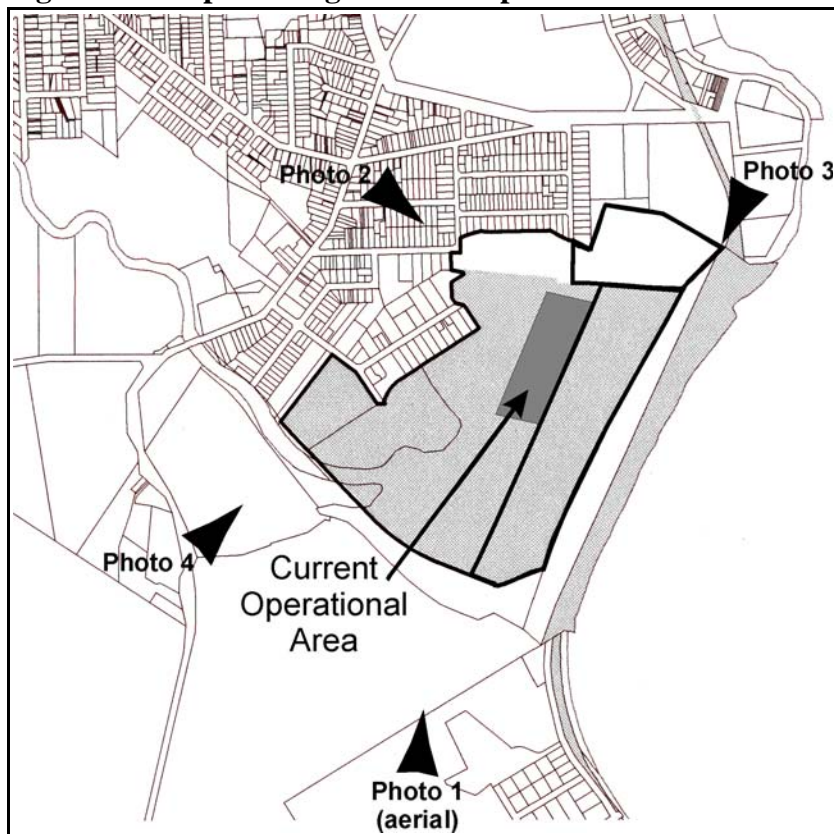 Photo 2
Photo 3
Photo 4
Current
Operational
Area
Photo 1
(aerial)